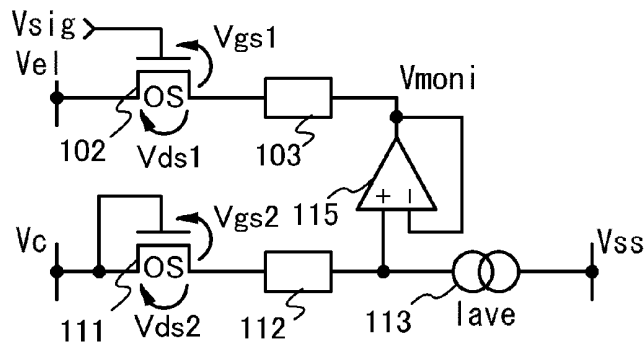 Vsig
Vgs1
Vel
OS
Vmoni
102
Vds1
103
115
+ −
Vgs2
Vc
OS
Vss
111
Vds2
112
113
Iave